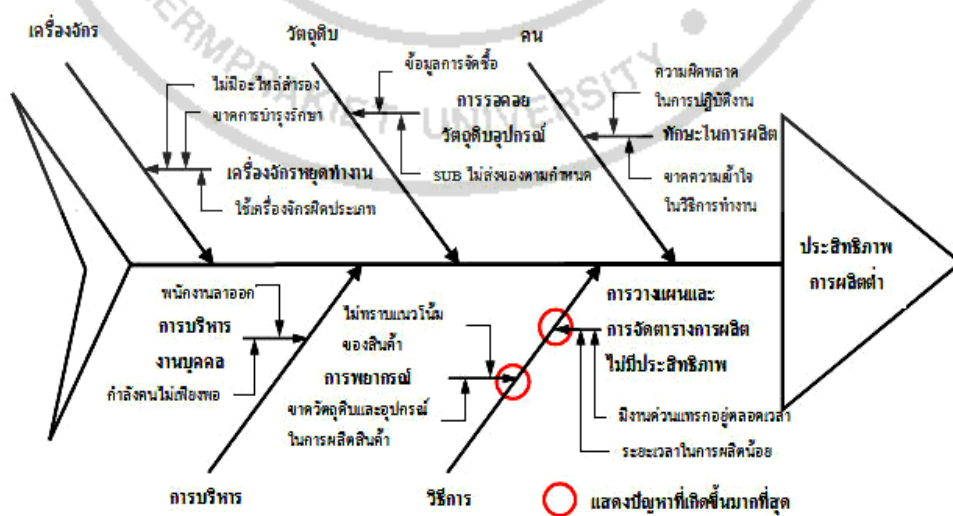 ERMPRAKIET UNIVERSITY
เครื่องจักร
วัตถุดิบ
คน
ไม่มีอะไหล่สำรอง
ขาดการบำรุงรักษา
เครื่องจักรหยุดทำงาน
ใช้เครื่องจักรผิดประเภท
ข้อมูลการจัดซื้อ
การรอคอย
วัตถุดิบอุปกรณ์
SUB ไม่ส่งของตามกำหนด
ความผิดพลาด
ในการปฏิบัติงาน
ทักษะในการผลิต
ขาดความเข้าใจ
ในวิธีการทำงาน
ประสิทธิภาพ
การผลิตต่ำ
พนักงานลาออก
การบริหาร
งานบุคคล
กำลังคนไม่เพียงพอ
ไม่ทราบแนวโน้ม
ของสินค้า
การพยากรณ์
ขาดวัตถุดิบและอุปกรณ์
ในการผลิตสินค้า
การวางแผนและ
การจัดตารางการผลิต
ไม่มีประสิทธิภาพ
มีงานด่วนแทรกอยู่ตลอดเวลา
ระยะเวลาในการผลิตน้อย
การบริหาร
วิธีการ
แสดงปัญหาที่เกิดขึ้นมากที่สุด